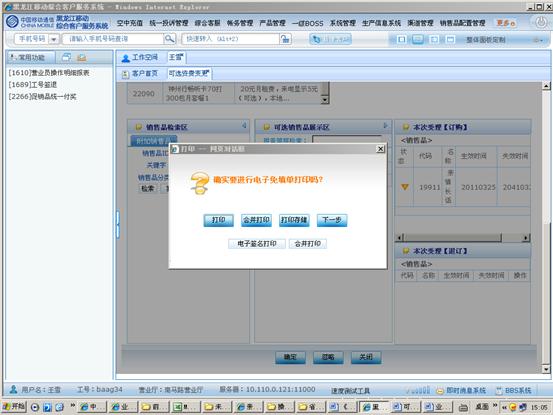 黑龙江移动综合客户服务系统 - Windows Internet Explorer
中国移动通信 CHINA MOBILE
黑龙江移动
综合客户服务系统
空中充值 统一投诉管理 综合客服 帐务管理 产品管理 一级BOSS 系统管理 生产信息系统 渠道管理 销售品配置管理 更多
手机号码 请输入手机号码查询 快速转入 (Alt+Z) 整体面板定制
常用功能 工作空间 王雪
[1610]营业员操作明细报表
[1689]工号签退
[2266]促销品统一付奖
客户首页 可选资费变更
22090
神州行畅听卡70打
300包月套餐1
20元月租费，来电显示5元
（可选），本地...
销售品检索区 可选销售品展示区 本次受理【订购】
附加销售品
关键字
销售品分类
检索
<销售品>
状态 代码 名称 生效时间 失效时间
19911 亲情长话 20110325
打印 -- 网页对话框
确实要进行电子免填单打印吗？
打印 合并打印 打印存储 下一步
电子签名打印 合并打印
本次受理【退订】
<销售品>
代码 名称 生效时间 失效时间 操作
确定 忽略 关闭
用户名：王雪 工号：baag34 营业厅：南马路营业厅 服务器：10.110.0.121:11000 速度测试工具 即时消息系统 BBS系统
开始 桌面 15:05